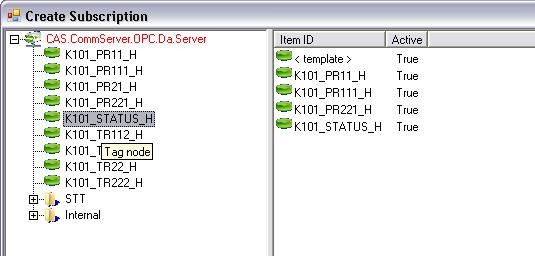 Create Subscription
CAS.CommServer.OPC.Da.Server
K101_PR11_H
K101_PR111_H
K101_PR21_H
K101_PR221_H
K101_STATUS_H
K101_TR112_H
K101_T
Tag node
K101_TR22_H
K101_TR222_H
STT
Internal
Item ID Active
< template> True
K101_PR11_H True
K101_PR111_H True
K101_PR221_H True
K101_STATUS_H True